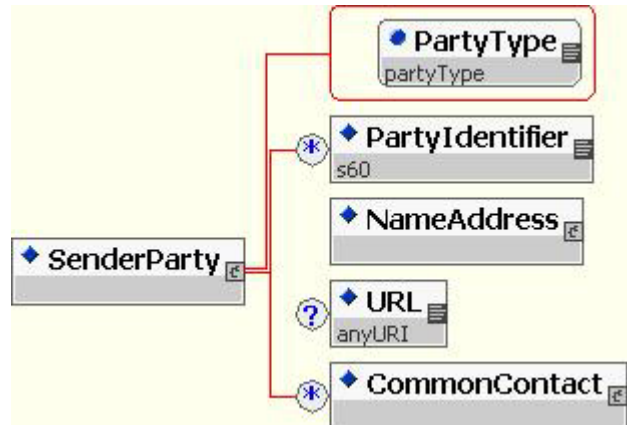 PartyType
partyType
* PartyIdentifier
s60
NameAddress
SenderParty
? URL
anyURI
* CommonContact